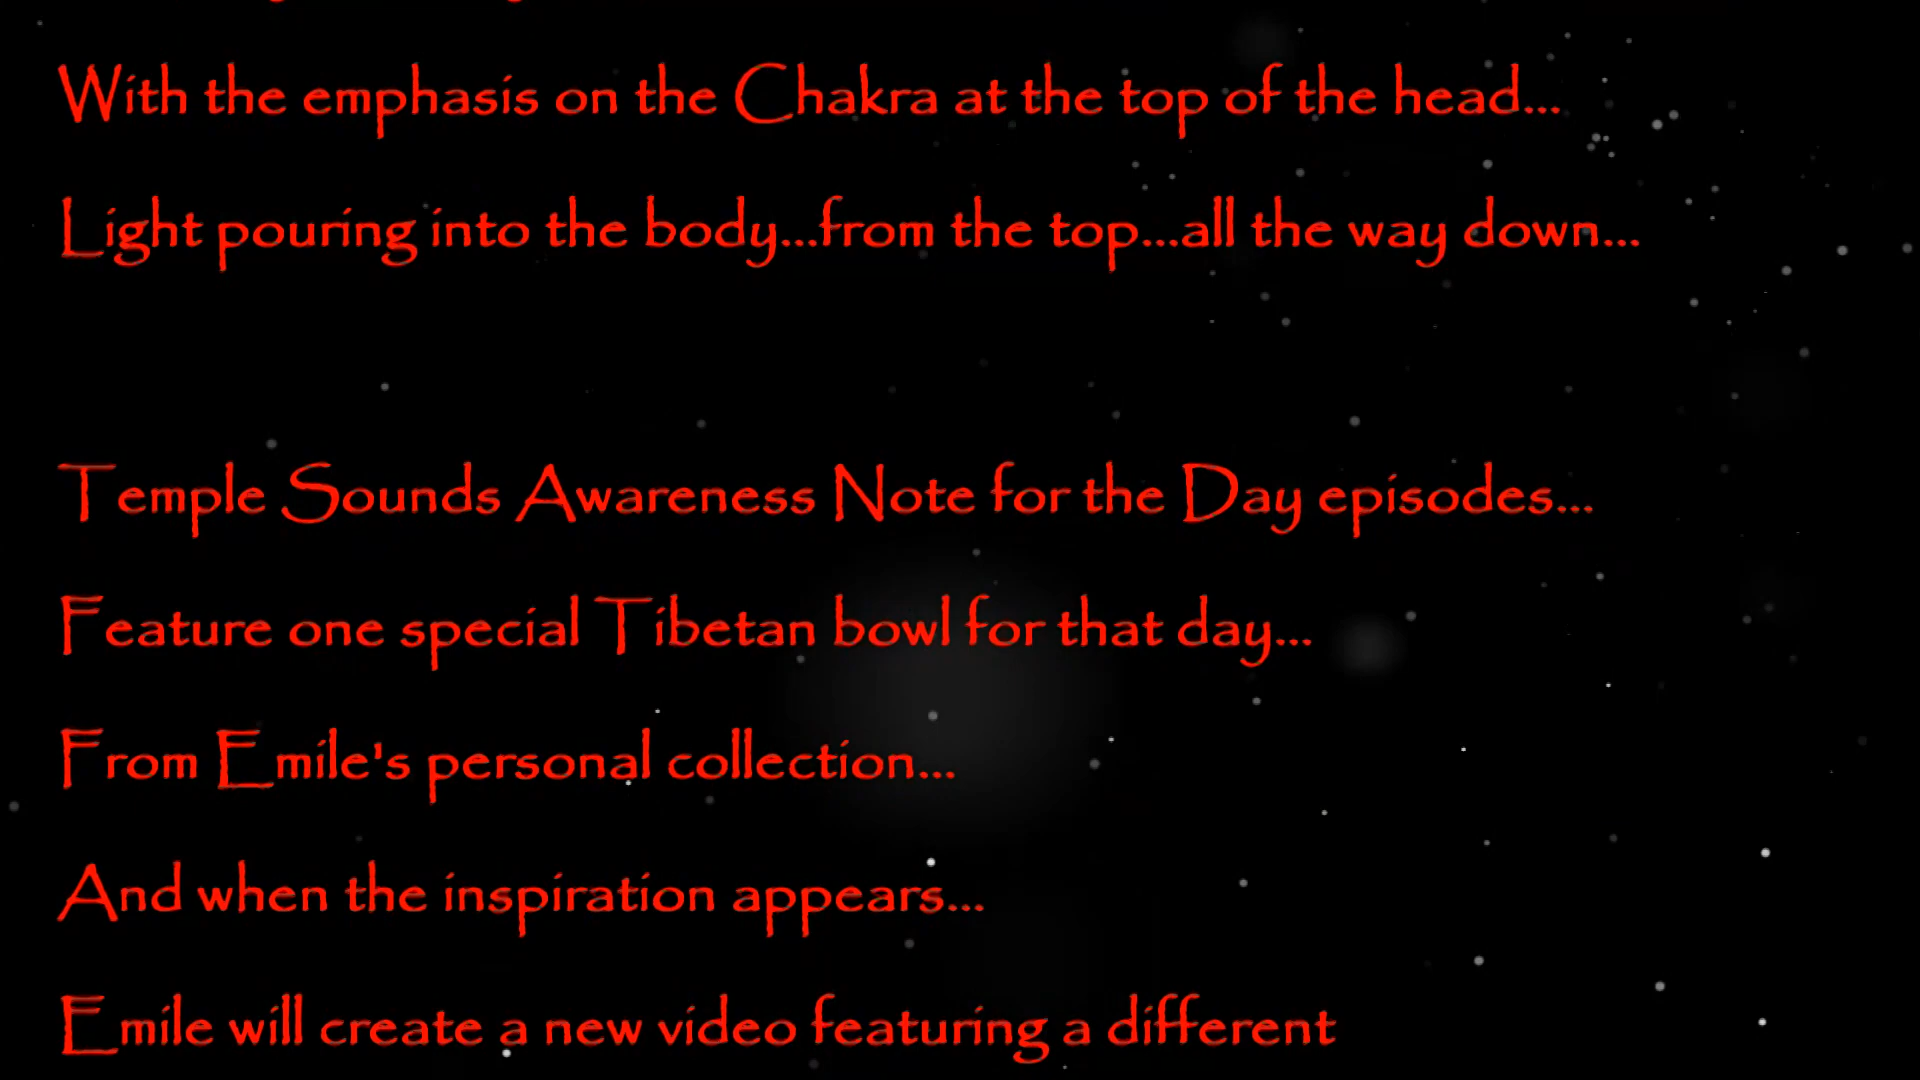 With the emphasis on the Chakra at the top of the head...
Light pouring into the body...from the top...all the way down...
Temple Sounds Awareness Note for the Day episodes...
Feature one special Tibetan bowl for that day...
From Emile's personal collection...
And when the inspiration appears...
Emile will create a new video featuring a different